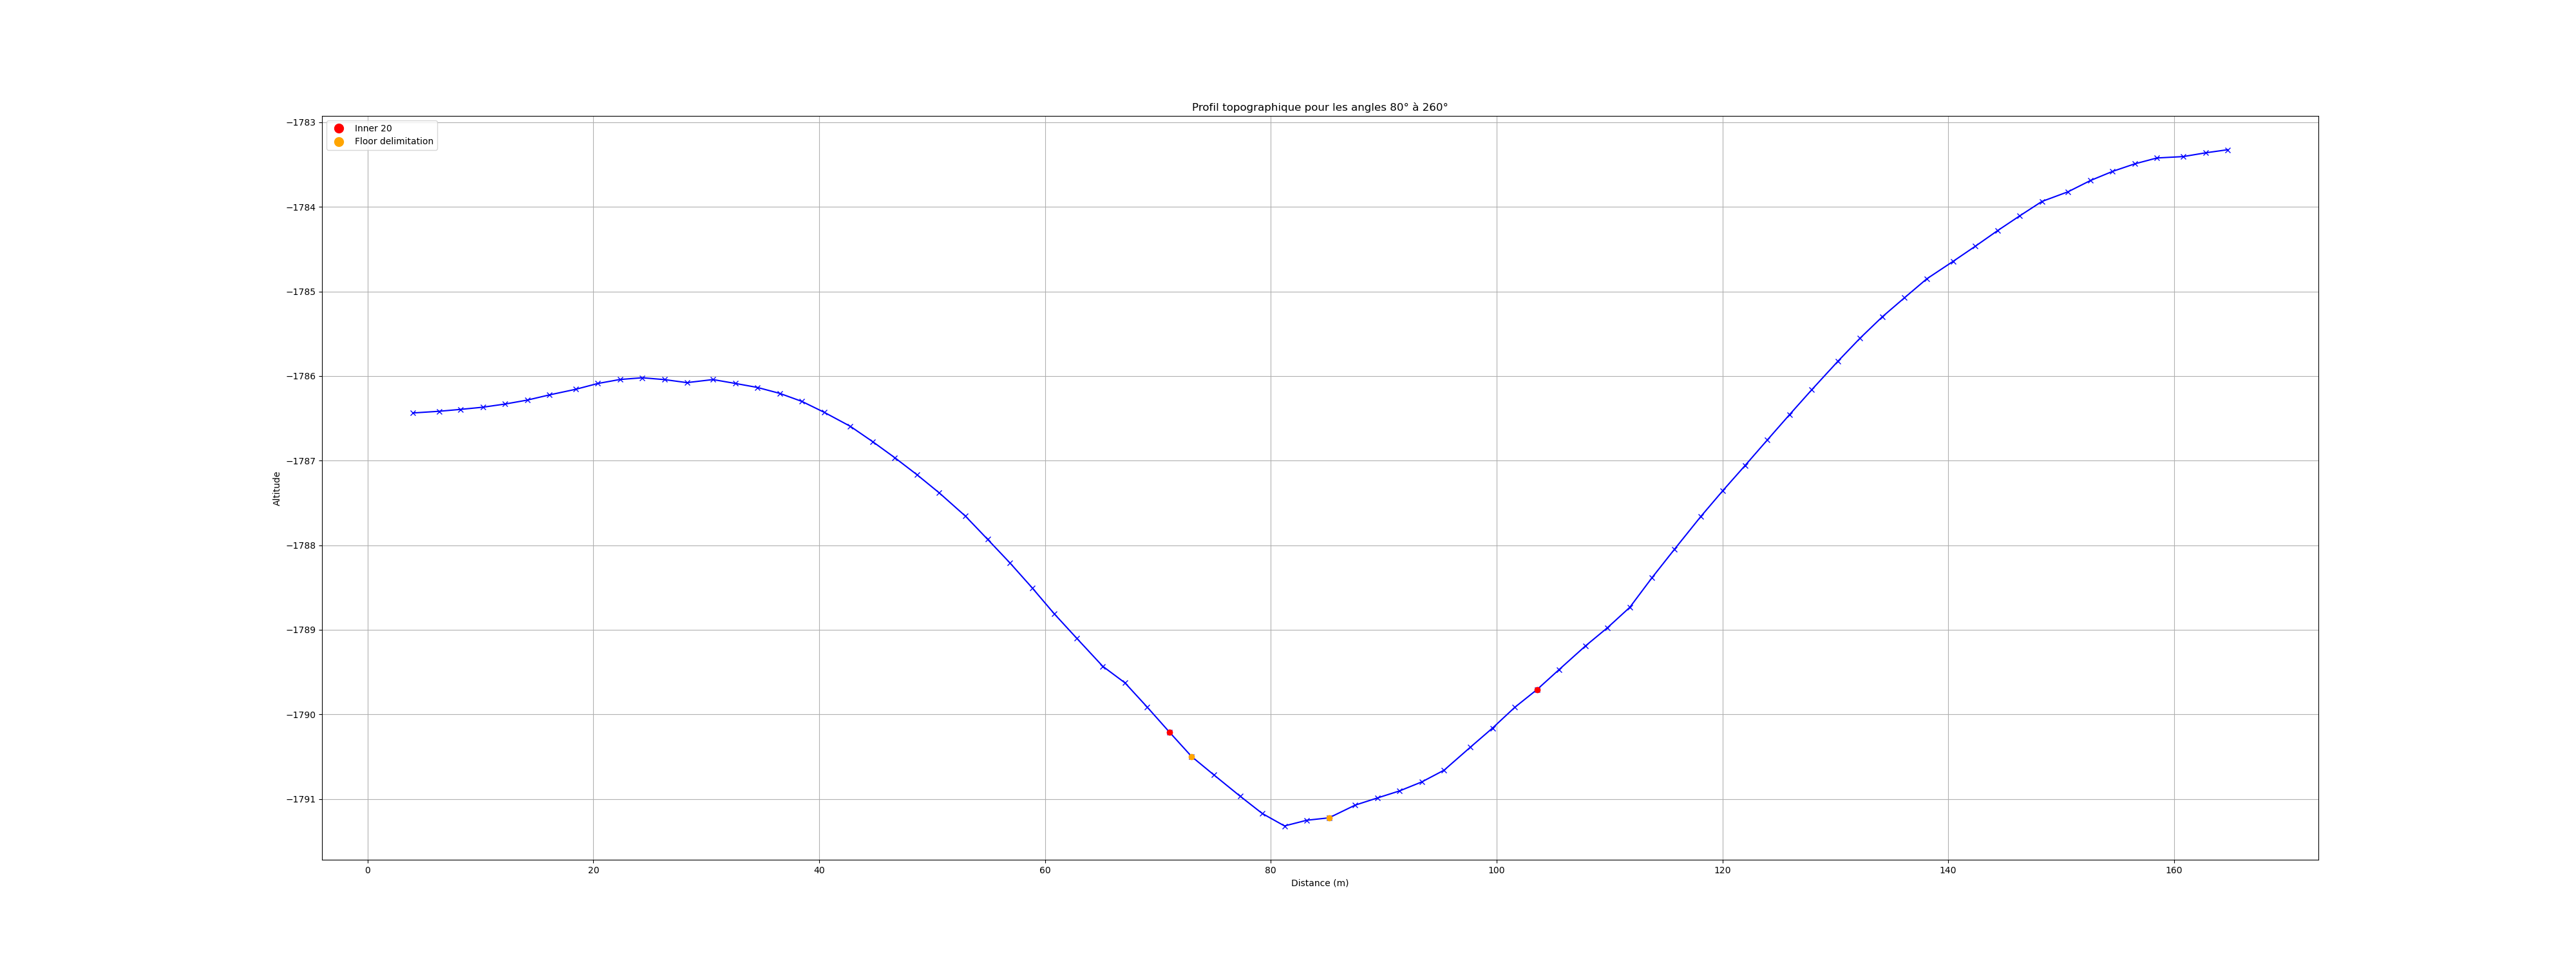 Profil topographique pour les angles 80° à 260°
Inner 20
Floor delimitation
−1783
−1784
−1785
−1786
−1787
−1788
−1789
−1790
−1791
Altitude
0 20 40 60 80 100 120 140 160
Distance (m)